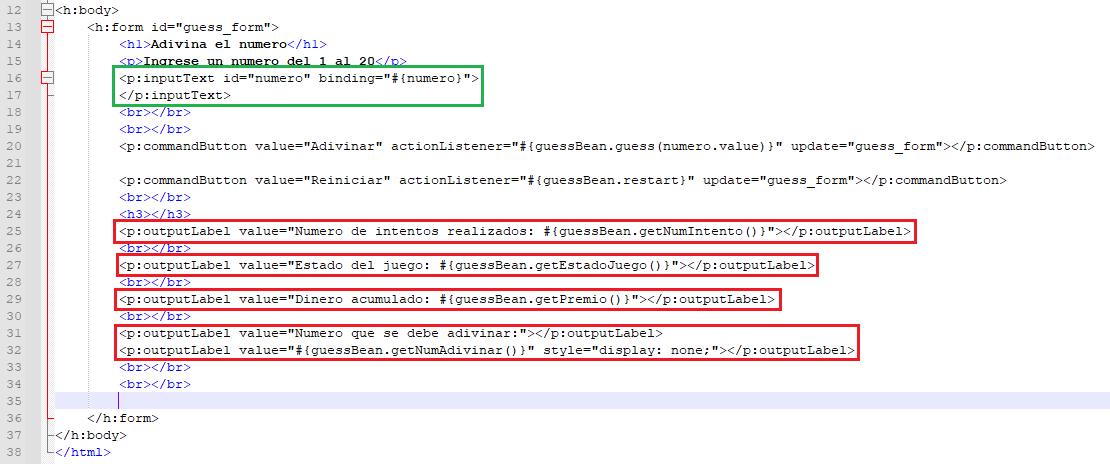 12 <h:body>
13 <h:form id="guess_form">
14 <h1>Adivina el numero</h1>
15 <p>Ingrese un numero del 1 al 20</p>
16 <p:inputText id="numero" binding="#{numero}">
17 </p:inputText>
18 <br></br>
19 <br></br>
20 <p:commandButton value="Adivinar" actionListener="#{guessBean.guess(numero.value)}" update="guess_form"></p:commandButton>
21
22 <p:commandButton value="Reiniciar" actionListener="#{guessBean.restart}" update="guess_form"></p:commandButton>
23 <br></br>
24 <h3></h3>
25 <p:outputLabel value="Numero de intentos realizados: #{guessBean.getNumIntento()}"></p:outputLabel>
26 <br></br>
27 <p:outputLabel value="Estado del juego: #{guessBean.getEstadoJuego()}"></p:outputLabel>
28 <br></br>
29 <p:outputLabel value="Dinero acumulado: #{guessBean.getPremio()}"></p:outputLabel>
30 <br></br>
31 <p:outputLabel value="Numero que se debe adivinar:"></p:outputLabel>
32 <p:outputLabel value="#{guessBean.getNumAdivinar()}" style="display: none;"></p:outputLabel>
33 <br></br>
34 <br></br>
35
36 </h:form>
37 </h:body>
38 </html>